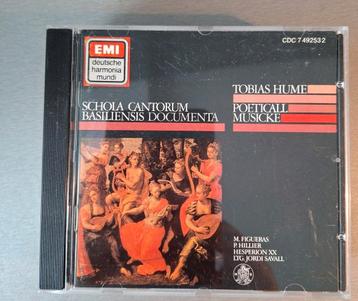 CDC 7 49253 2
EMI
deutsche
harmonia
mundi
TOBIAS HUME
SCHOLA CANTORUM
BASILIENSIS DOCUMENTA
POETICALL
MUSICKE
M. FIGUERAS
P. HILLIER
HESPERION XX
LTG. JORDI SAVALL